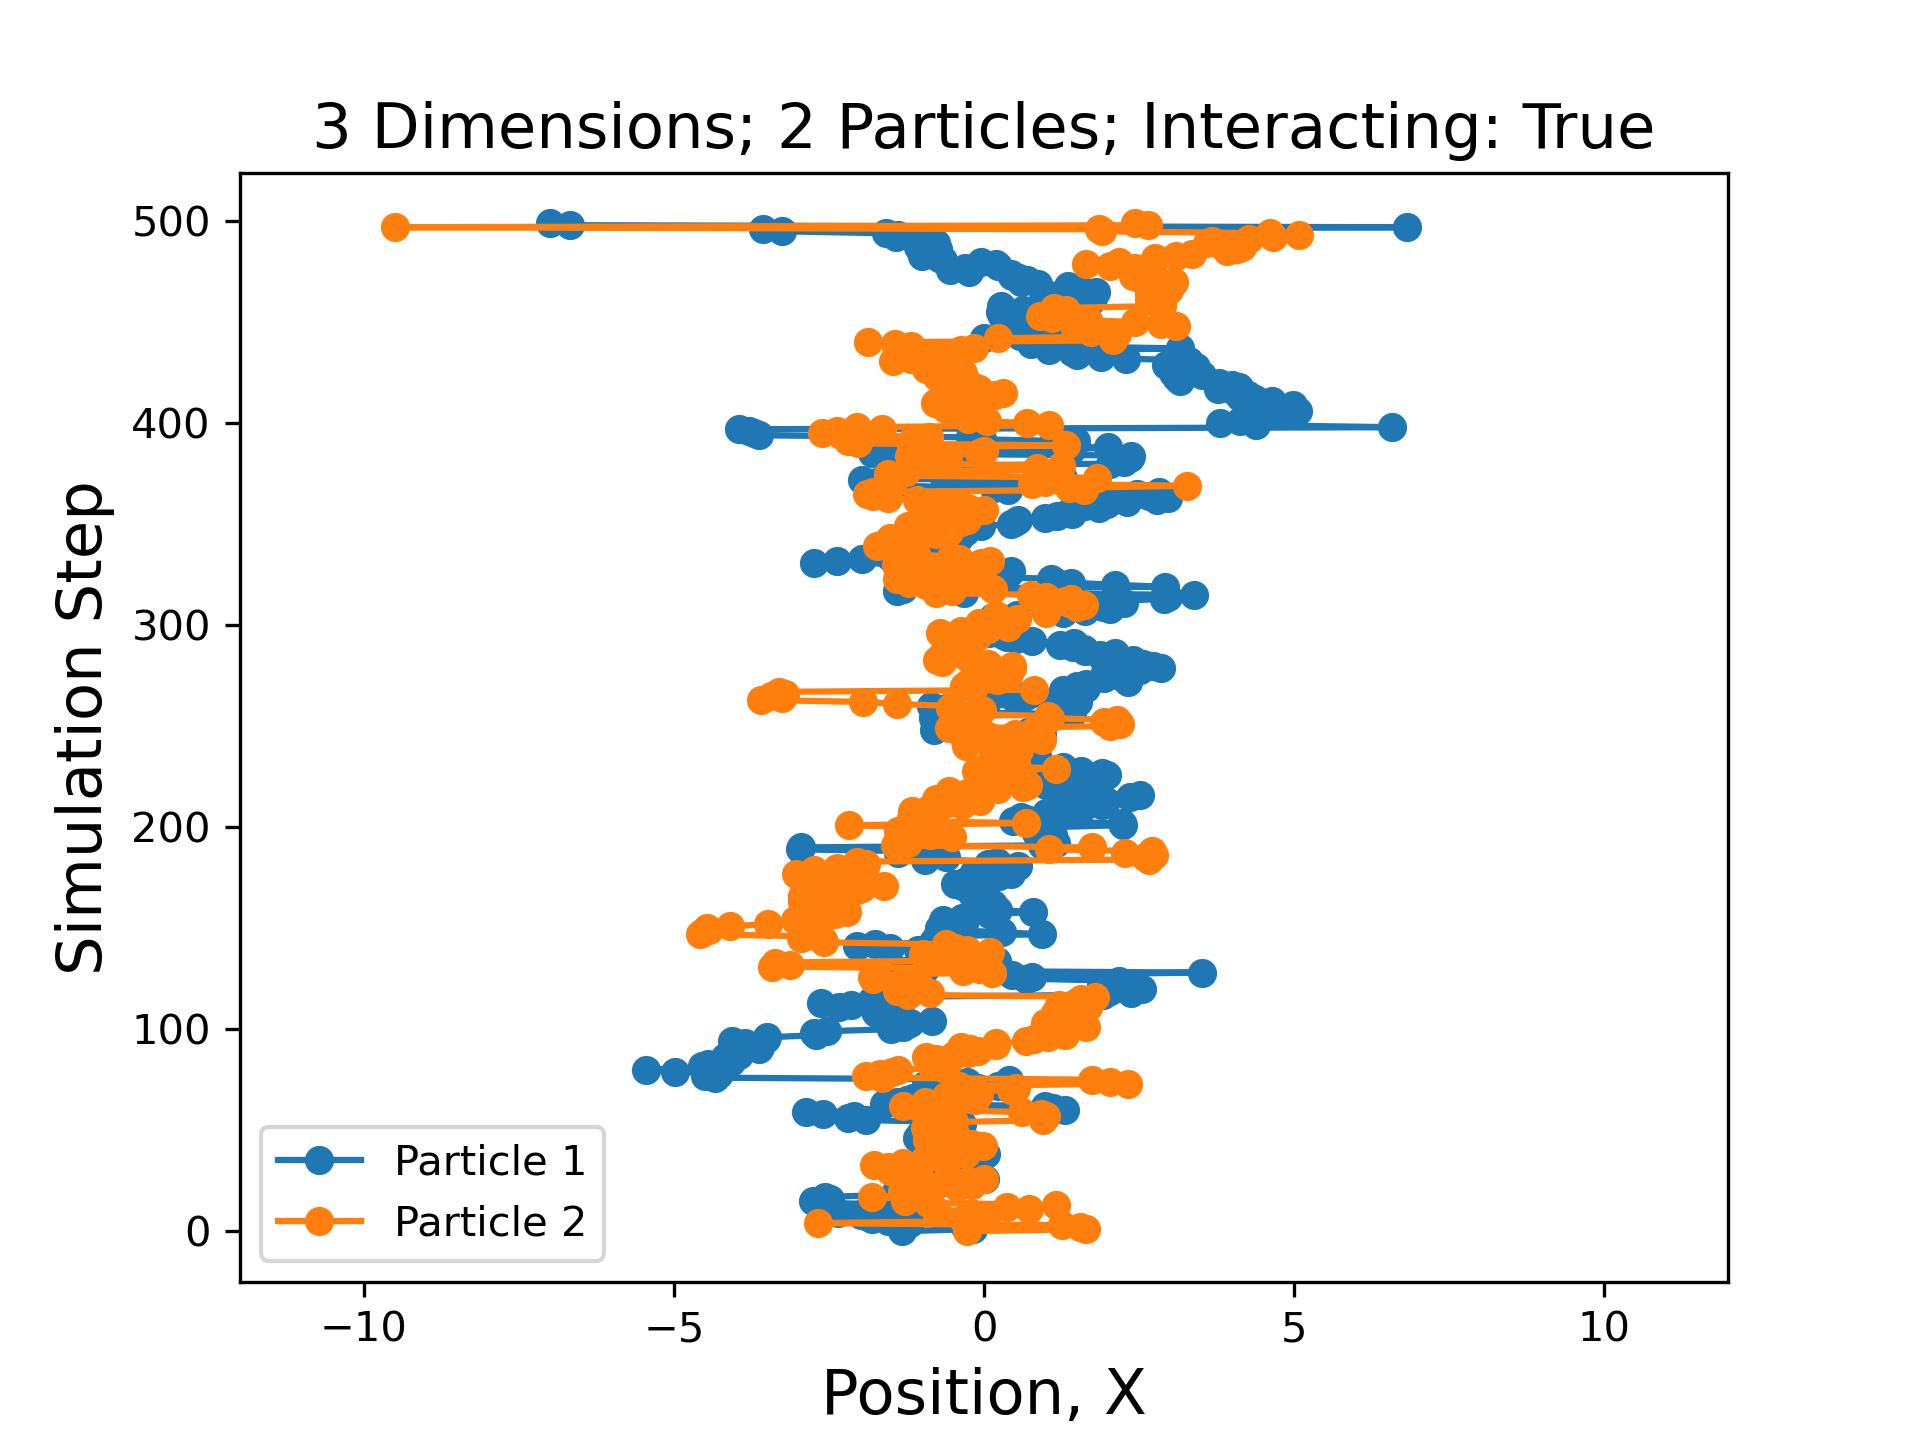 3 Dimensions; 2 Particles; Interacting: True
Simulation Step
500
400
300
200
100
0
Particle 1
Particle 2
−10
−5
0
5
10
Position, X